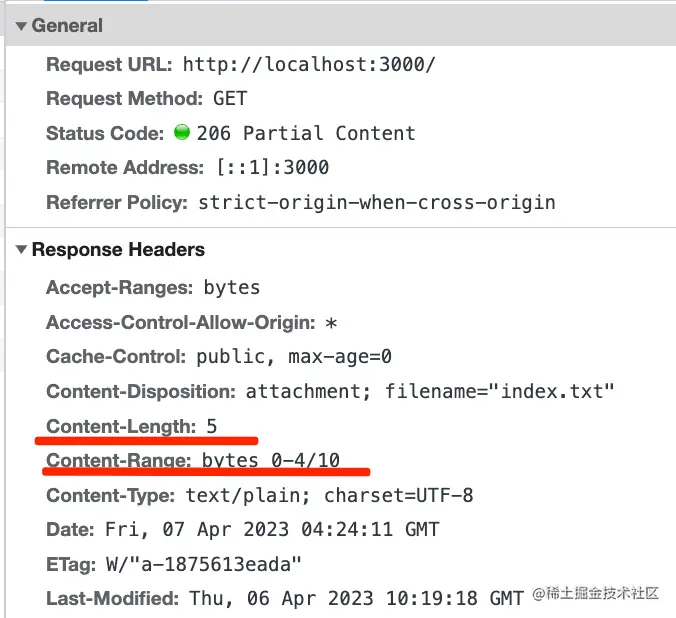 General
Request URL: http://localhost:3000/
Request Method: GET
Status Code: 206 Partial Content
Remote Address: [::1]:3000
Referrer Policy: strict-origin-when-cross-origin
Response Headers
Accept-Ranges: bytes
Access-Control-Allow-Origin: *
Cache-Control: public, max-age=0
Content-Disposition: attachment; filename="index.txt"
Content-Length: 5
Content-Range: bytes 0-4/10
Content-Type: text/plain; charset=UTF-8
Date: Fri, 07 Apr 2023 04:24:11 GMT
ETag: W/"a-1875613eada"
Last-Modified: Thu, 06 Apr 2023 10:19:18 GMT
@稀土掘金技术社区